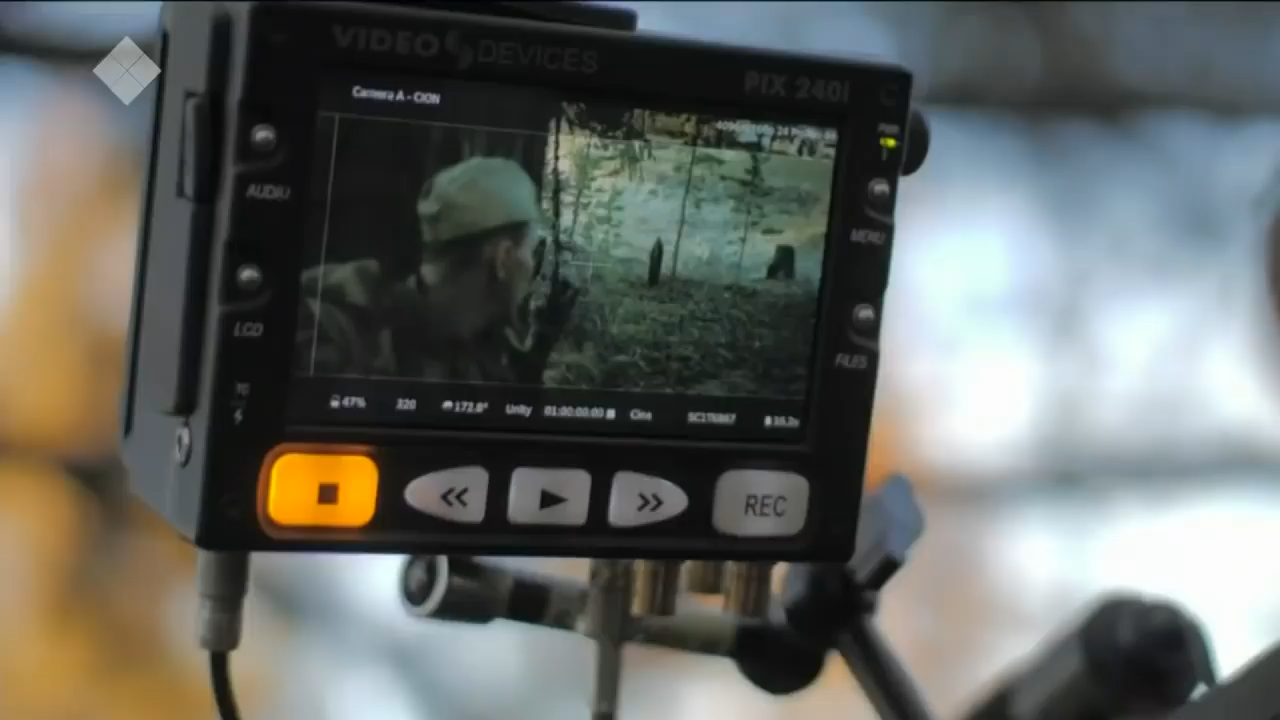 VIDEO DEVICES
PIX 240i
Camera A - CION
AUDIO
MENU
LCD
FILES
47% 320 172.8° Unity 01:00:00:00 Cine
REC